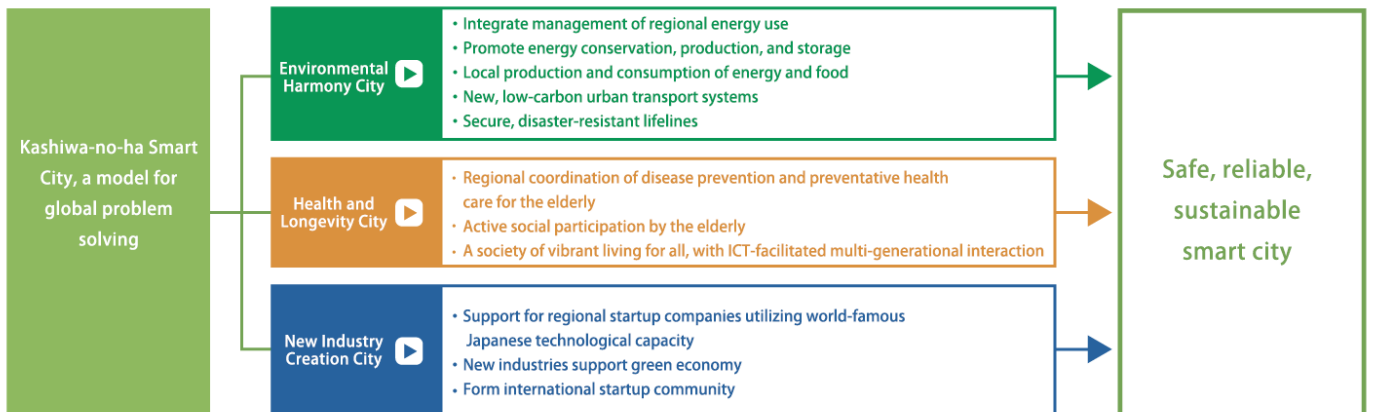 Kashiwa-no-ha Smart
City, a model for
global problem
solving
Environmental
Harmony City
• Integrate management of regional energy use
• Promote energy conservation, production, and storage
• Local production and consumption of energy and food
• New, low-carbon urban transport systems
• Secure, disaster-resistant lifelines
Health and
Longevity City
• Regional coordination of disease prevention and preventative health
care for the elderly
• Active social participation by the elderly
• A society of vibrant living for all, with ICT-facilitated multi-generational interaction
New Industry
Creation City
• Support for regional startup companies utilizing world-famous
Japanese technological capacity
• New industries support green economy
• Form international startup community
Safe, reliable,
sustainable
smart city